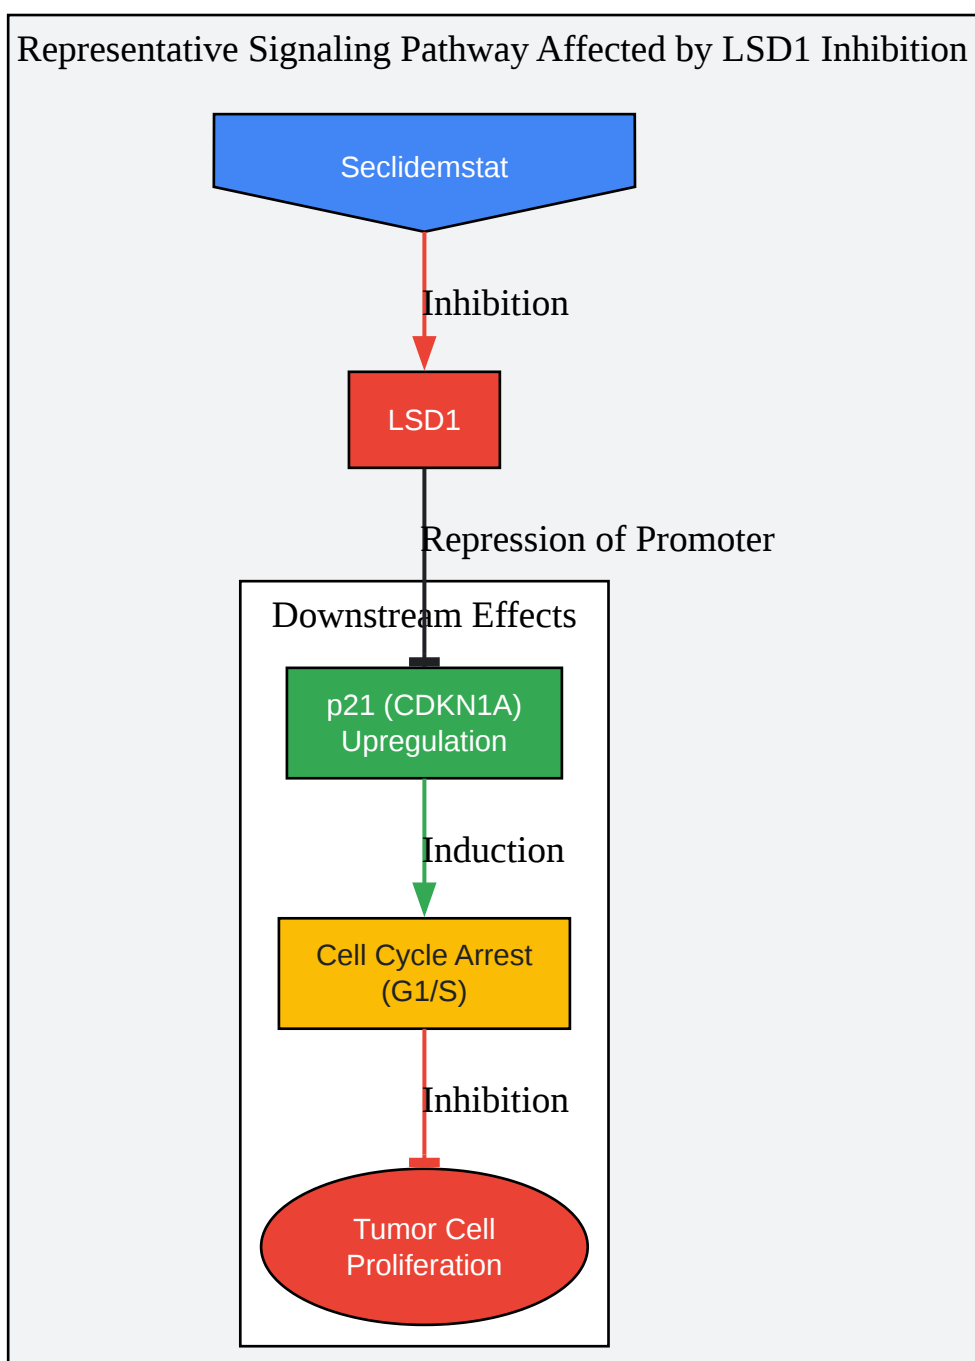 Representative Signaling Pathway Affected by LSD1 Inhibition
Seclidemstat
Inhibition
LSD1
Repression of Promoter
Downstream Effects
p21 (CDKN1A)
Upregulation
Induction
Cell Cycle Arrest
(G1/S)
Inhibition
Tumor Cell
Proliferation